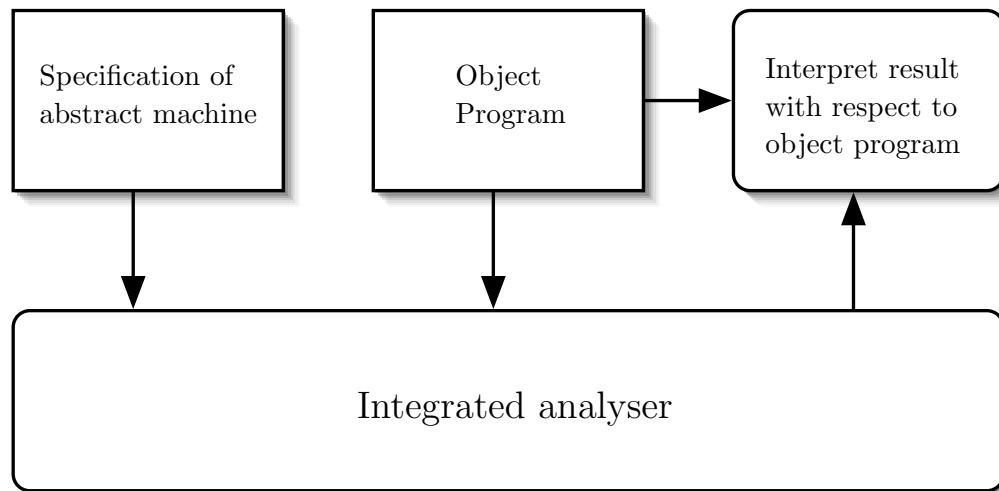 Specification of
abstract machine
Object
Program
Interpret result
with respect to
object program
Integrated analyser